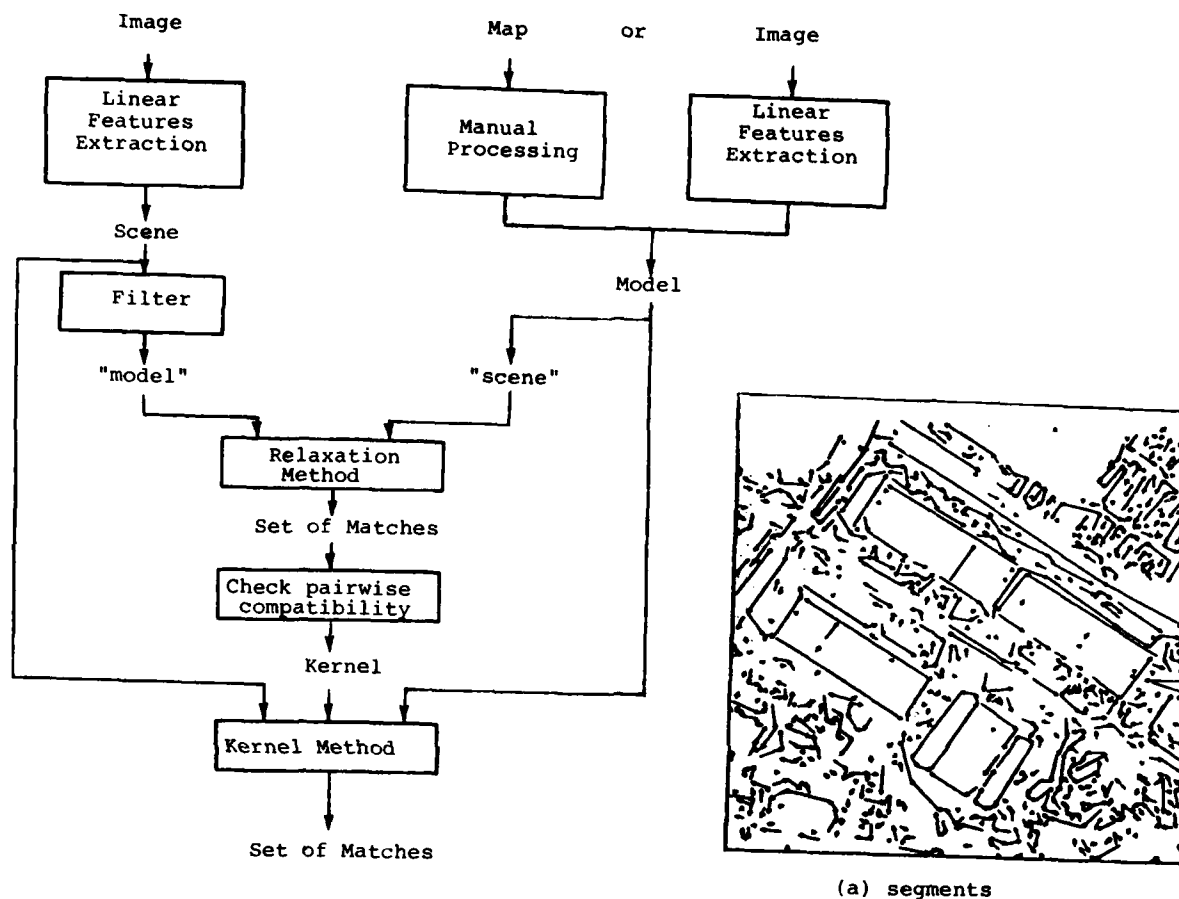 Image
Map or Image
Linear
Features
Extraction
Manual
Processing
Linear
Features
Extraction
Scene
Filter
Model
"model"
"scene"
Relaxation
Method
Set of Matches
Check pairwise
compatibility
Kernel
Kernel Method
Set of Matches
(a) segments